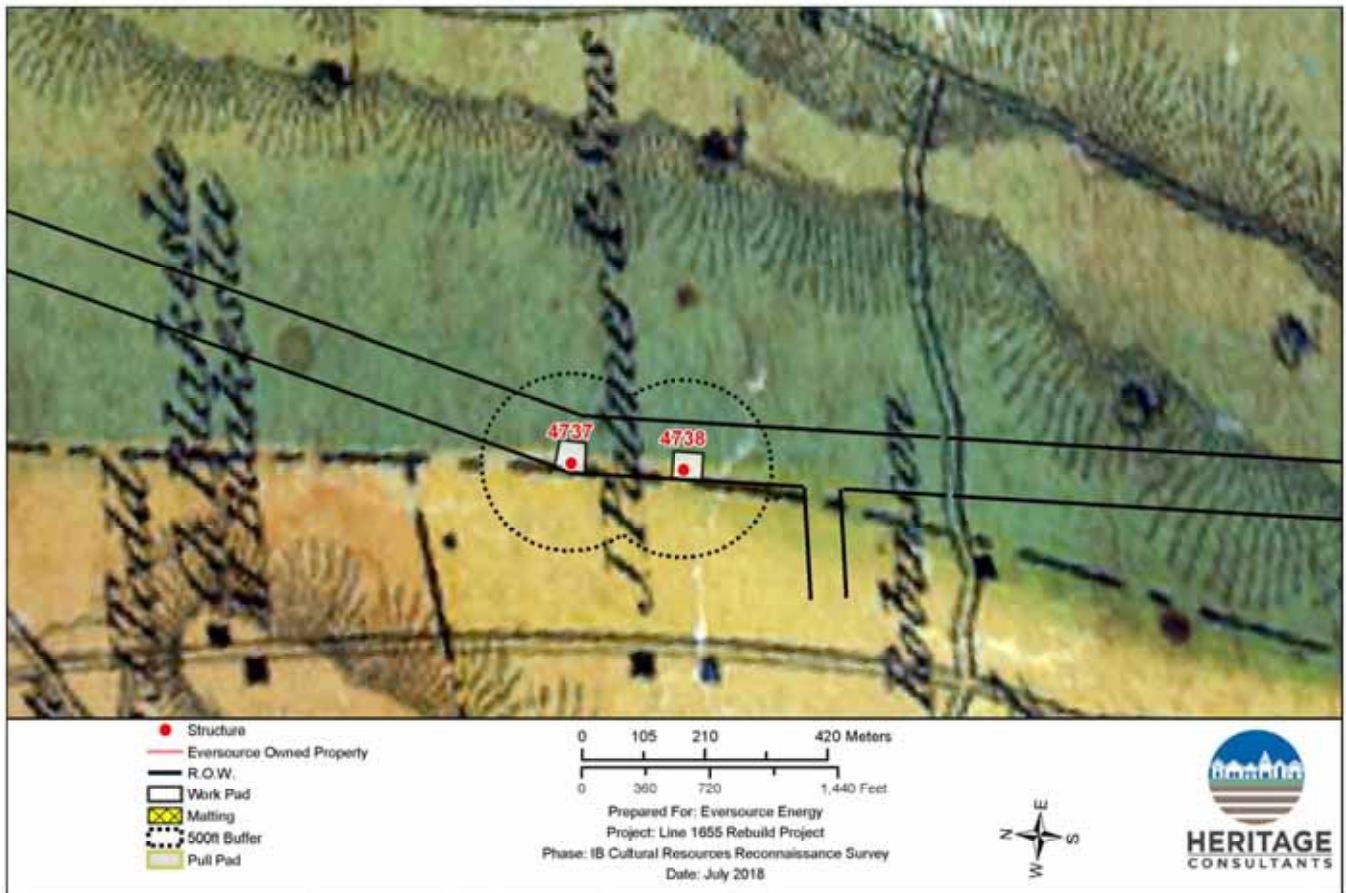 4737
4738
Structure
Eversource Owned Property
R.O.W.
Work Pad
Matting
500ft Buffer
Pull Pad
0 105 210 420 Meters
0 360 720 1,440 Feet
Prepared For: Eversource Energy
Project: Line 1655 Rebuild Project
Phase: IB Cultural Resources Reconnaissance Survey
Date: July 2018
N
E
S
W
HERITAGE
CONSULTANTS